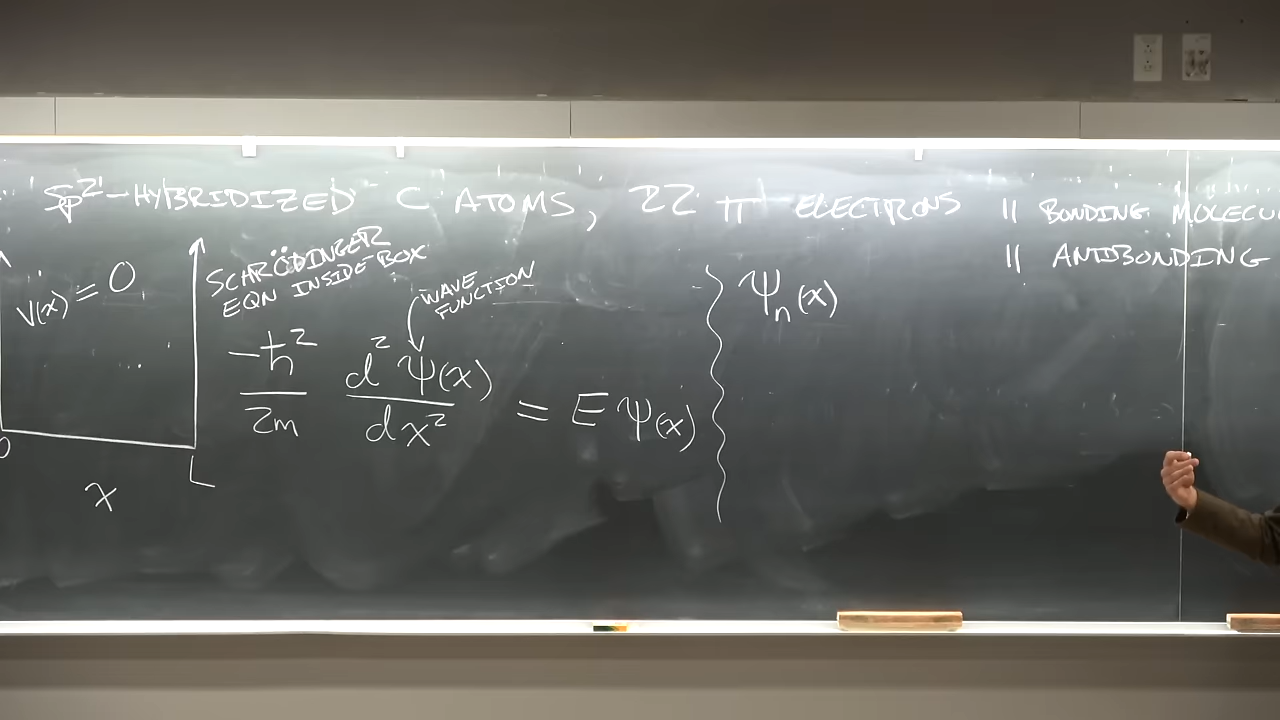 sp² - HYBRIDIZED C ATOMS, 22 π ELECTRONS
11 BONDING MOLECU
11 ANTIBONDING
V(x) = 0
0
L
x
SCHRÖDINGER
EQN INSIDE BOX
WAVE
FUNCTION
-ħ²/2m d²ψ(x)/dx² = E ψ(x)
ψn(x)